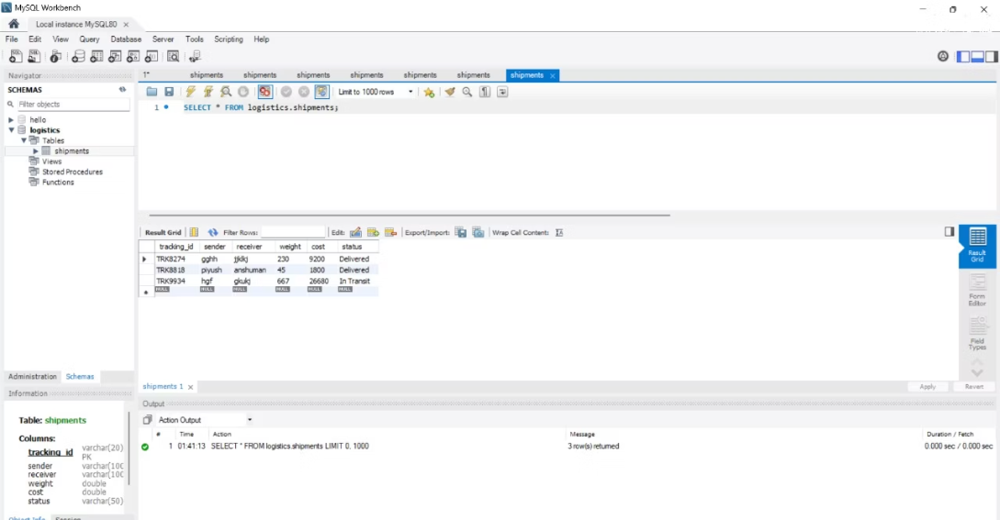 MySQL Workbench
Local instance MySQL80 ×
File Edit View Query Database Server Tools Scripting Help
Navigator
1* shipments shipments shipments shipments shipments shipments shipments ×
SCHEMAS
Filter objects
Limit to 1000 rows
1 SELECT * FROM logistics.shipments;
hello
logistics
Tables
shipments
Views
Stored Procedures
Functions
Result Grid Filter Rows: Edit: Export/Import: Wrap Cell Content:
tracking_id sender receiver weight cost status
TRK8274 gghh 230 9200 Delivered
TRK8818 piyush anshuman 45 1800 Delivered
TRK9934 hgf gkukj 667 26680 In Transit
NULL NULL NULL NULL NULL NULL
Result Grid
Form Editor
Field Types
Administration Schemas
shipments 1 ×
Apply Revert
Information
Output
Action Output
Table: shipments
# Time Action Message Duration / Fetch
1 01:41:13 SELECT * FROM logistics.shipments LIMIT 0, 1000 3 row(s) returned 0.000 sec / 0.000 sec
Columns:
tracking_id varchar(20) PK
sender varchar(100
receiver varchar(100
weight double
cost double
status varchar(50)
Object Info Session